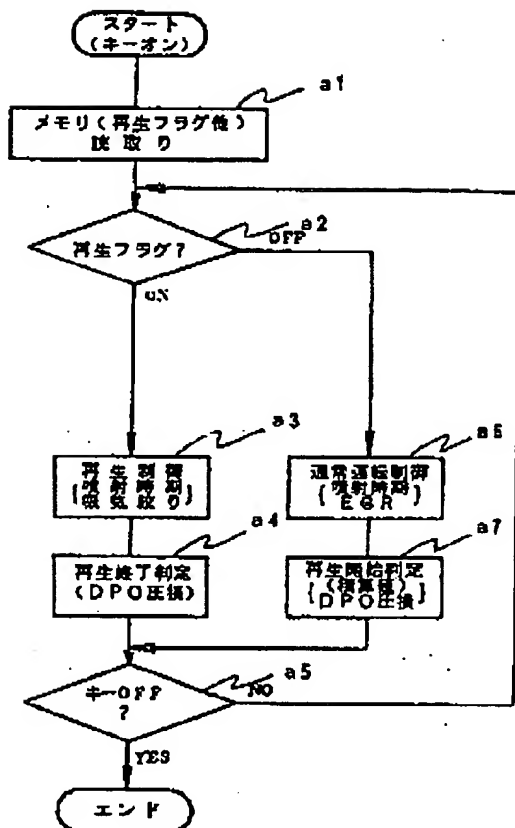 スタート
(キーオン)
a1
メモリ(再生フラグ他)
読取り
a2
再生フラグ?
OFF
ON
a3
再生制御
{噴射時期
吸気絞り}
a6
通常運転制御
{噴射時期
EGR}
a4
再生終了判定
(DPO圧損)
a7
再生開始判定
{(積算値)
DPO圧損}
a5
キーOFF
?
NO
YES
エンド